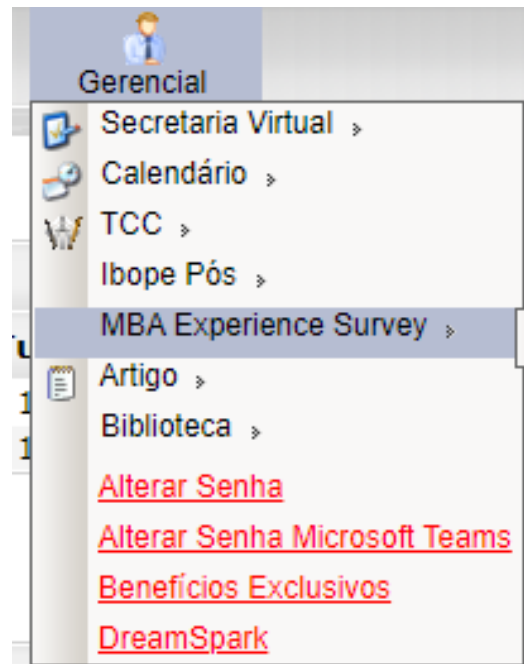 Gerencial
Secretaria Virtual »
Calendário »
TCC »
Ibope Pós »
MBA Experience Survey »
Artigo »
Biblioteca »
Alterar Senha
Alterar Senha Microsoft Teams
Benefícios Exclusivos
DreamSpark